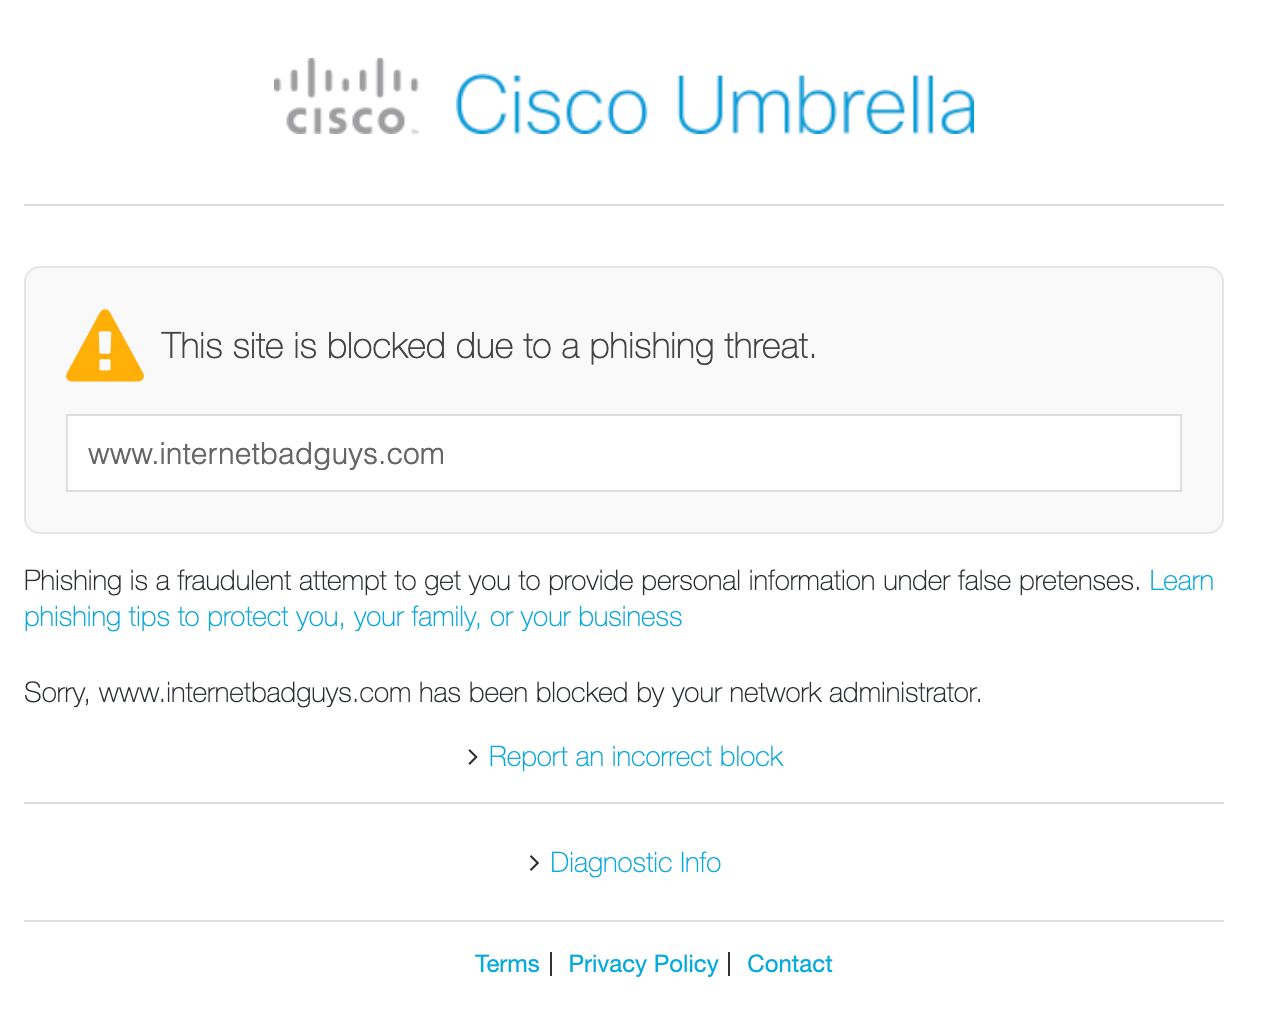 cisco™ Cisco Umbrella
This site is blocked due to a phishing threat.
www.internetbadguys.com
Phishing is a fraudulent attempt to get you to provide personal information under false pretenses. Learn
phishing tips to protect you, your family, or your business
Sorry, www.internetbadguys.com has been blocked by your network administrator.
> Report an incorrect block
> Diagnostic Info
Terms | Privacy Policy | Contact